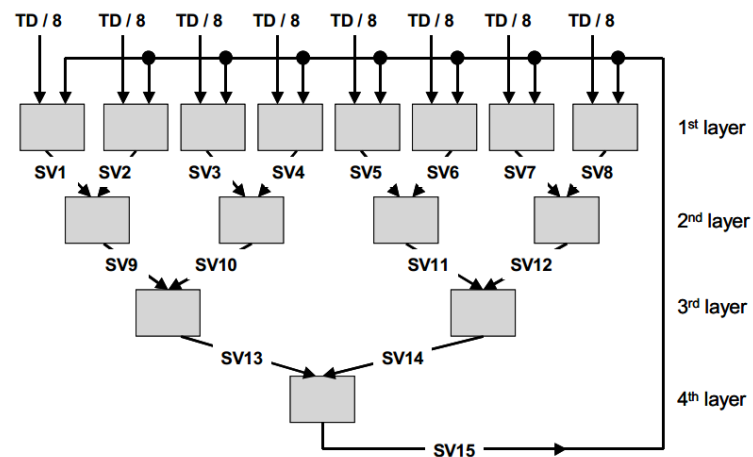 TD / 8 TD / 8 TD / 8 TD / 8 TD / 8 TD / 8 TD / 8 TD / 8
1st layer
SV1 SV2 SV3 SV4 SV5 SV6 SV7 SV8
2nd layer
SV9 SV10 SV11 SV12
3rd layer
SV13 SV14
4th layer
SV15